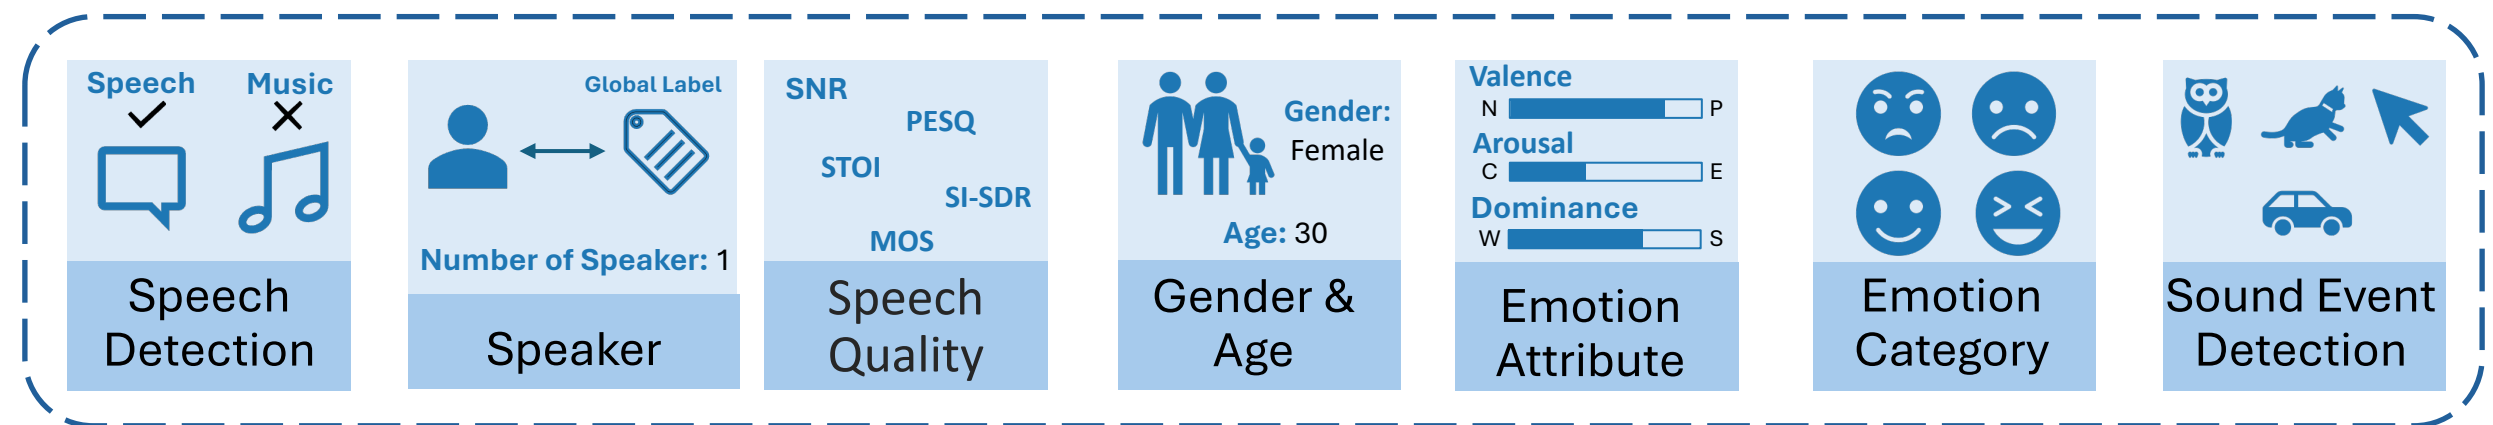 Speech
Music
Speech
Detection
Global Label
Number of Speaker: 1
Speaker
SNR
PESQ
STOI
SI-SDR
MOS
Speech
Quality
Gender:
Female
Age: 30
Gender &
Age
Valence
N P
Arousal
C E
Dominance
W S
Emotion
Attribute
Emotion
Category
Sound Event
Detection